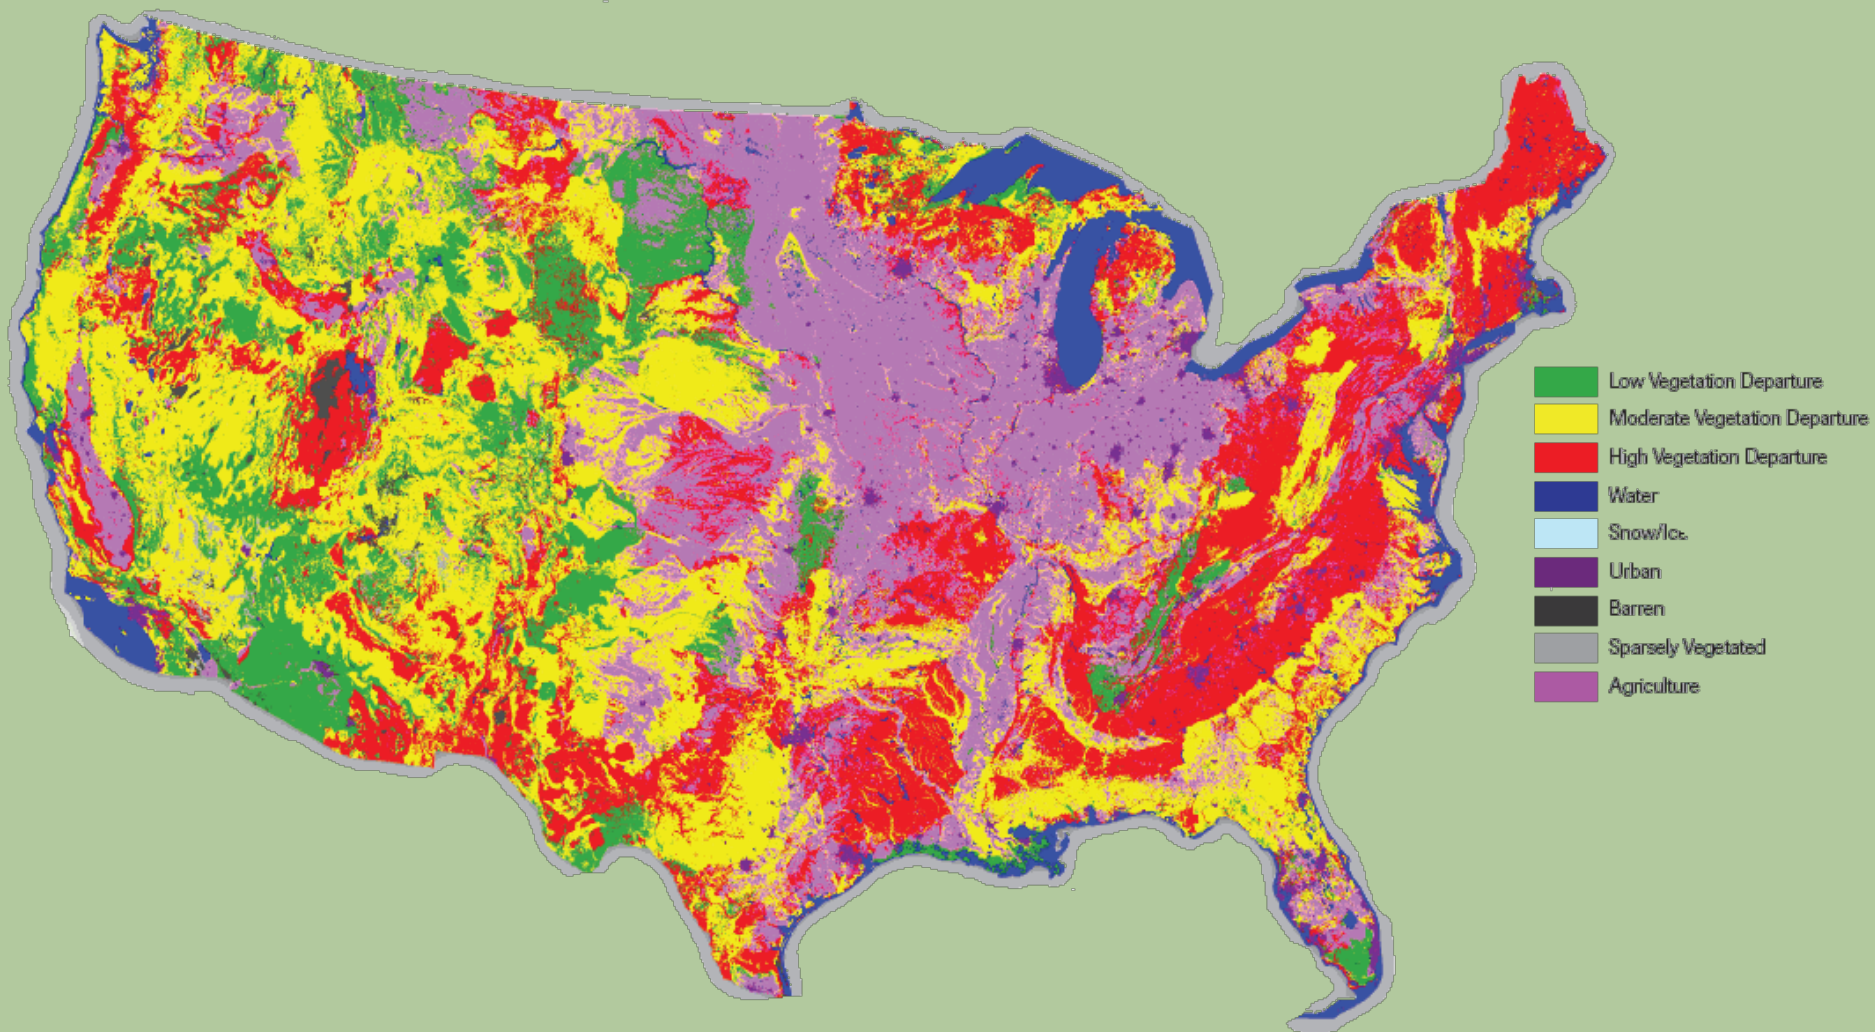 Low Vegetation Departure
Moderate Vegetation Departure
High Vegetation Departure
Water
Snow/Ice
Urban
Barren
Sparsely Vegetated
Agriculture